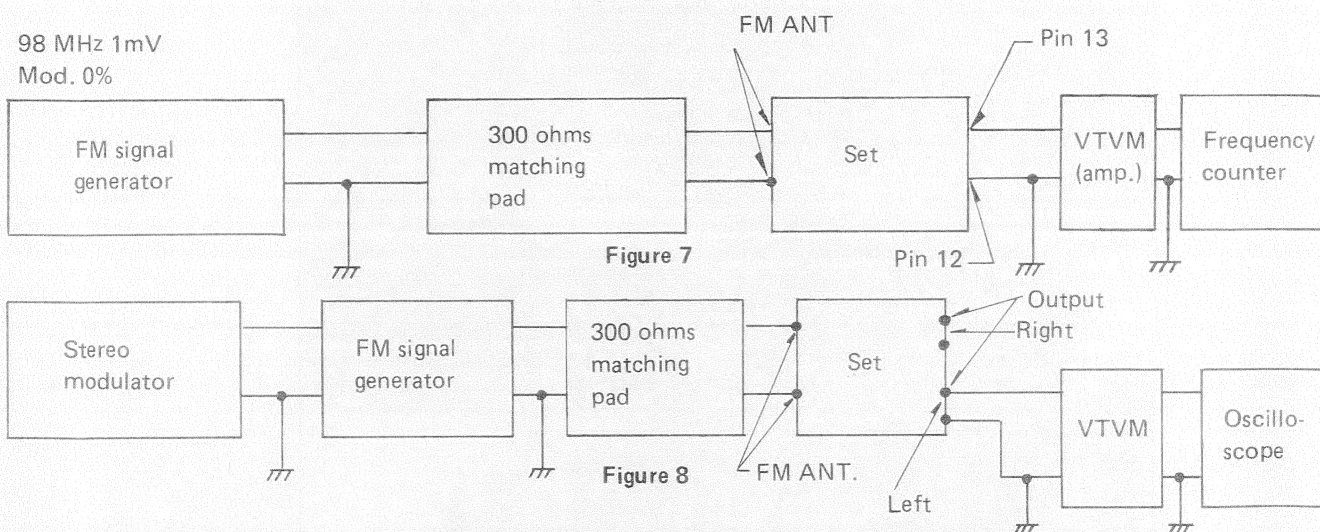 98 MHz 1mV
Mod. 0%
FM signal
generator
300 ohms
matching
pad
FM ANT
Set
Pin 13
Pin 12
VTVM
(amp.)
Frequency
counter
Figure 7
Stereo
modulator
FM signal
generator
300 ohms
matching
pad
FM ANT.
Set
Output
Right
Left
VTVM
Oscillo-
scope
Figure 8